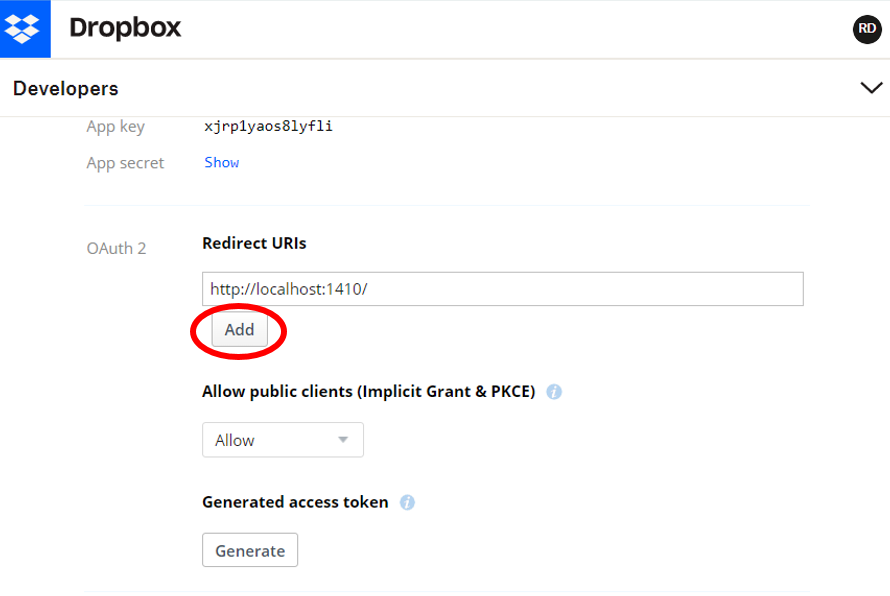 Dropbox
RD
Developers
App key xjrp1yaos8lyfli
App secret Show
OAuth 2 Redirect URIs
http://localhost:1410/
Add
Allow public clients (Implicit Grant & PKCE) i
Allow
Generated access token i
Generate